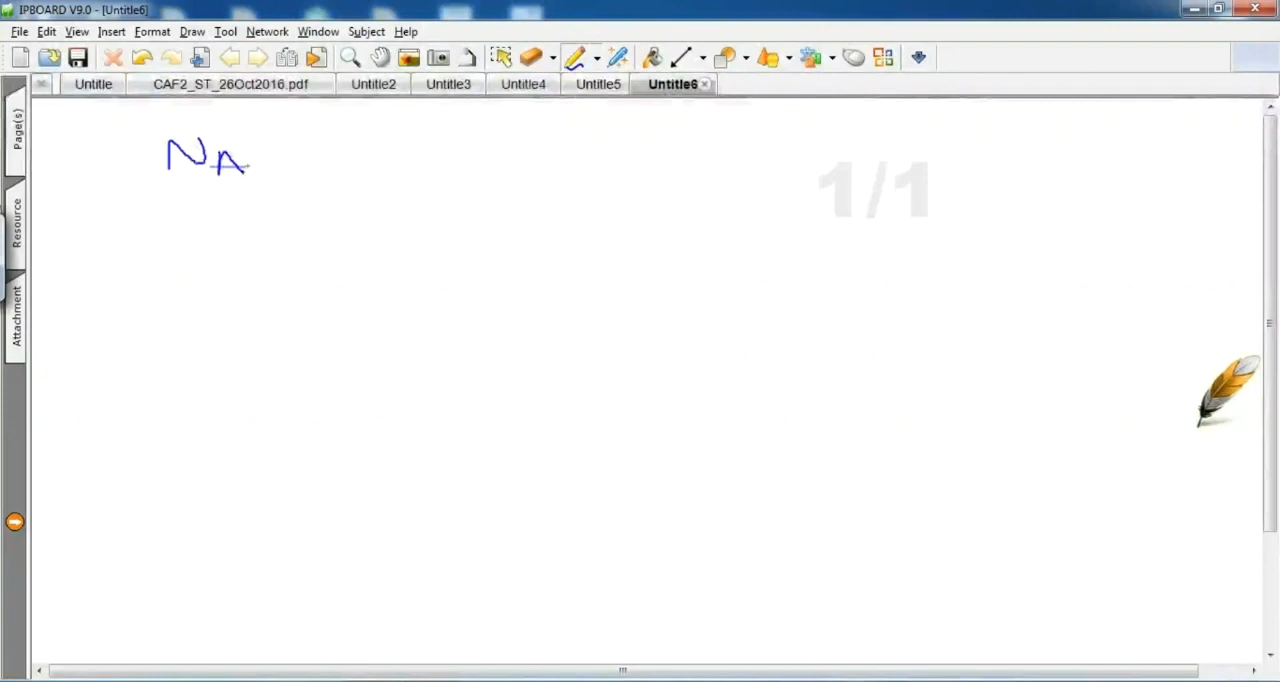 IPBOARD V9.0 - [Untitle6]
File Edit View Insert Format Draw Tool Network Window Subject Help
Untitle CAF2_ST_26Oct2016.pdf Untitle2 Untitle3 Untitle4 Untitle5 Untitle6
Page(s)
Resource
Attachment
NA
1/1